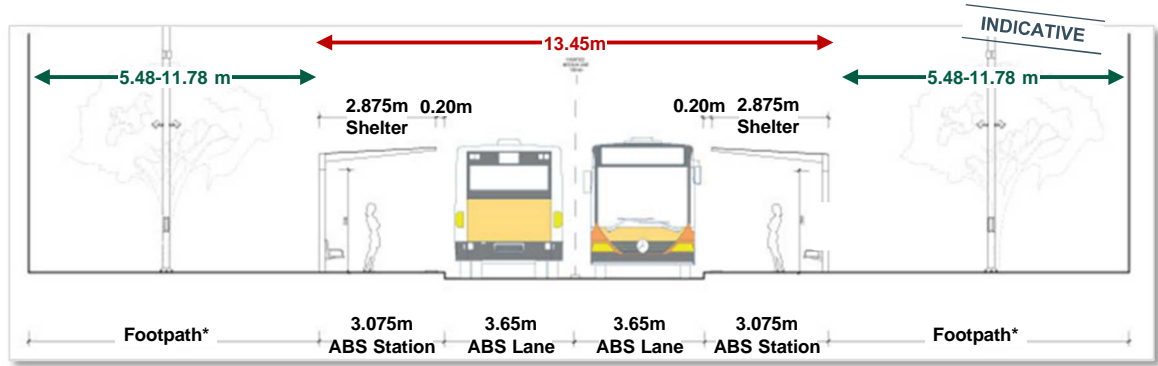 INDICATIVE
13.45m
5.48-11.78 m
5.48-11.78 m
2.875m
Shelter
0.20m
0.20m
2.875m
Shelter
Footpath*
3.075m
ABS Station
3.65m
ABS Lane
3.65m
ABS Lane
3.075m
ABS Station
Footpath*